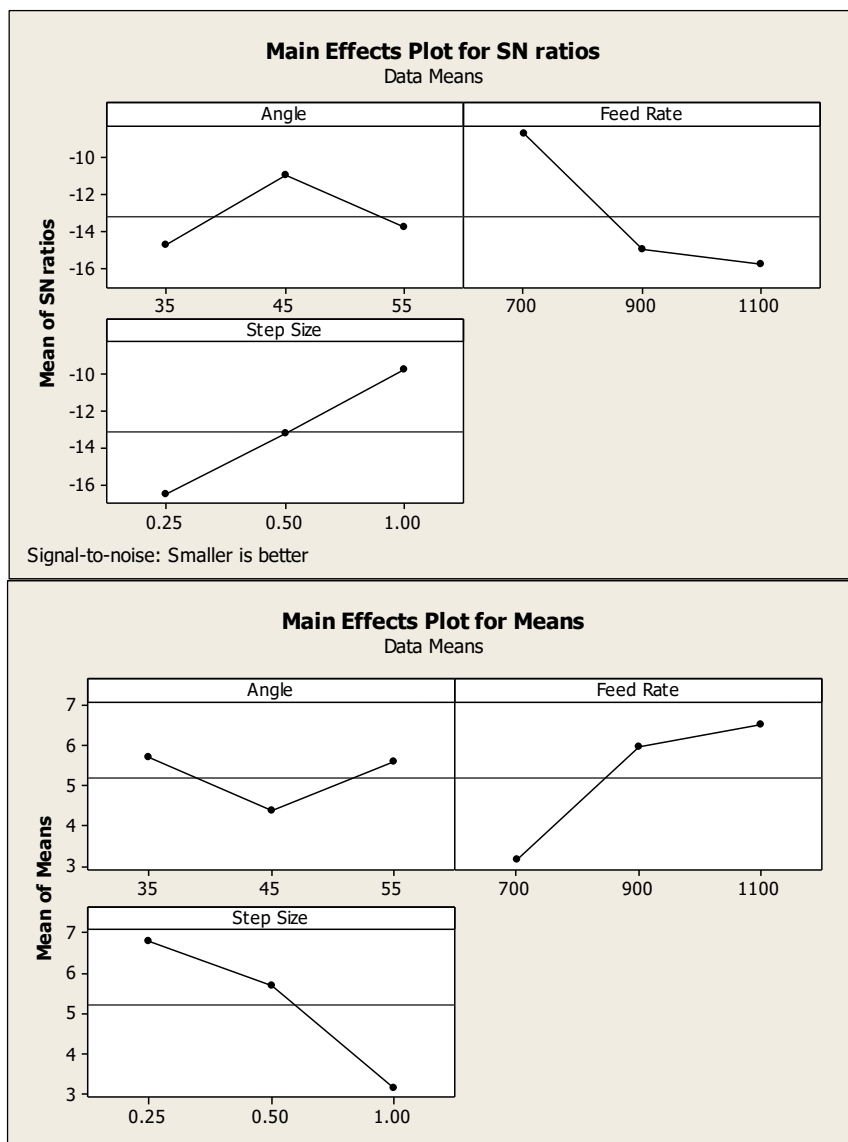 Main Effects Plot for SN ratios
Data Means
Angle
Feed Rate
Mean of SN ratios
-10
-12
-14
-16
35
45
55
700
900
1100
Step Size
-10
-12
-14
-16
0.25
0.50
1.00
Signal-to-noise: Smaller is better
Main Effects Plot for Means
Data Means
Angle
Feed Rate
Mean of Means
7
6
5
4
3
35
45
55
700
900
1100
Step Size
7
6
5
4
3
0.25
0.50
1.00